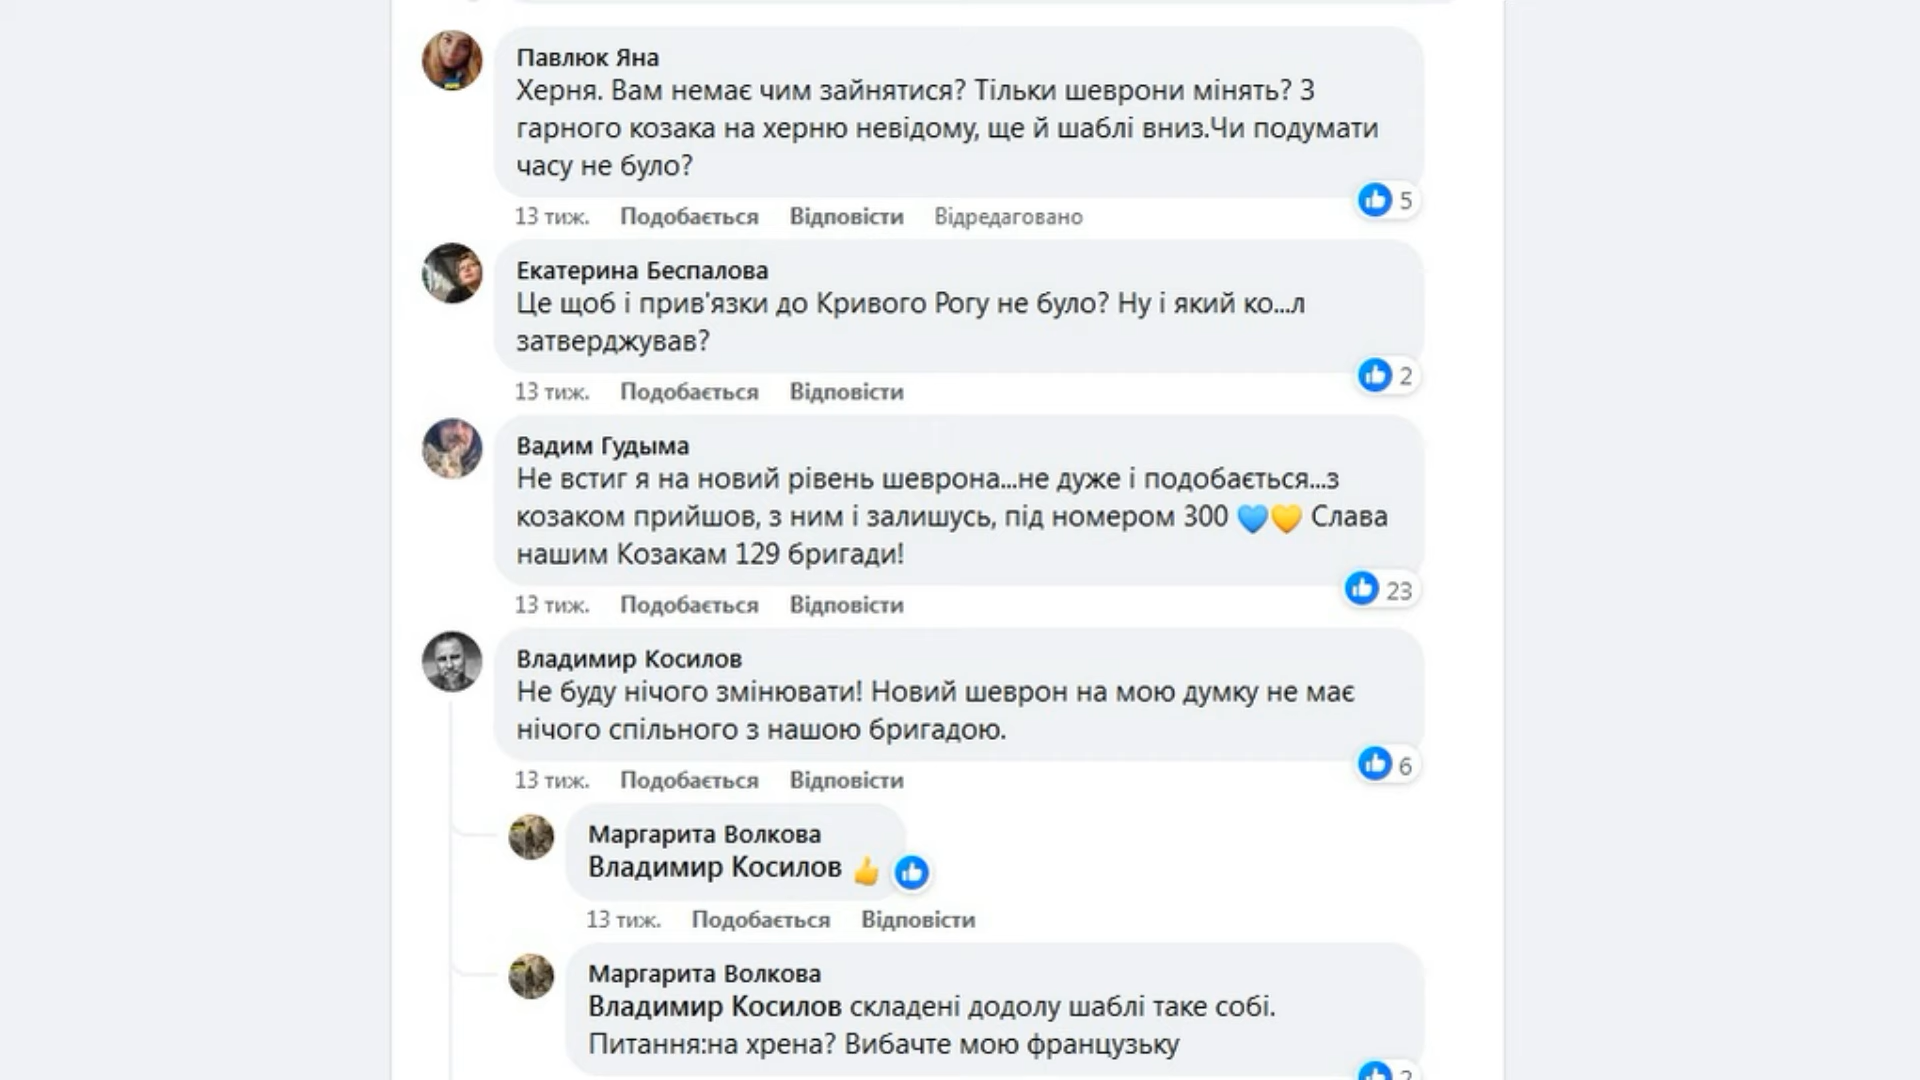 Павлюк Яна
Херня. Вам немає чим зайнятися? Тільки шеврони мінять? З
гарного козака на херню невідому, ще й шаблі вниз.Чи подумати
часу не було?
5
13 тиж. Подобається Відповісти Відредаговано
Екатерина Беспалова
Це щоб і прив'язки до Кривого Рогу не було? Ну і який ко...л
затверджував?
2
13 тиж. Подобається Відповісти
Вадим Гудыма
Не встиг я на новий рівень шеврона...не дуже і подобається...з
козаком прийшов, з ним і залишусь, під номером 300 💙💛 Слава
нашим Козакам 129 бригади!
23
13 тиж. Подобається Відповісти
Владимир Косилов
Не буду нічого змінювати! Новий шеврон на мою думку не має
нічого спільного з нашою бригадою.
6
13 тиж. Подобається Відповісти
Маргарита Волкова
Владимир Косилов 👍
13 тиж. Подобається Відповісти
Маргарита Волкова
Владимир Косилов складені додолу шаблі таке собі.
Питання:на хрена? Вибачте мою французьку